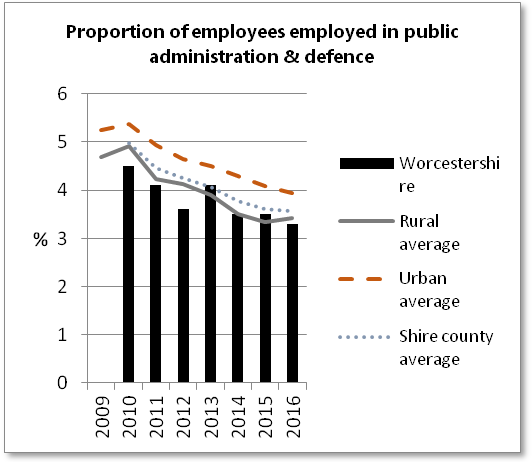 Proportion of employees employed in public
administration & defence
6
5
4
3
2
1
0
%
2009
2010
2011
2012
2013
2014
2015
2016
Worcestershi
re
Rural
average
Urban
average
Shire county
average